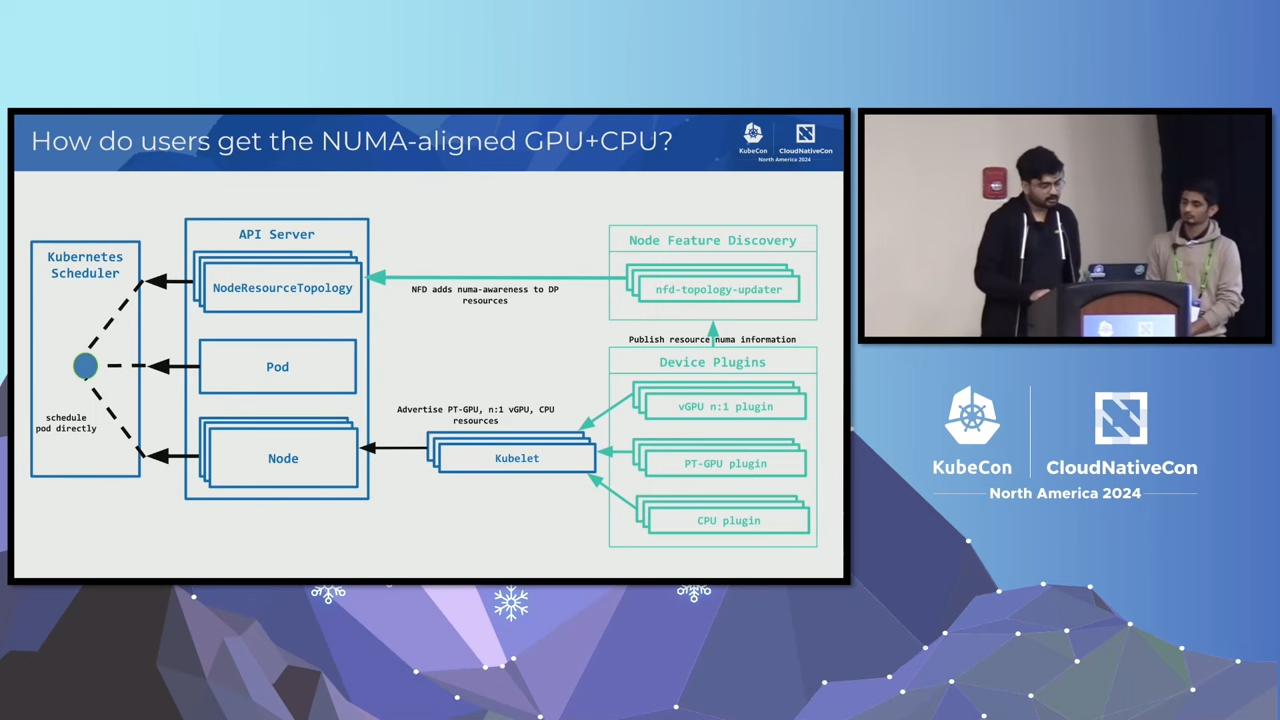 How do users get the NUMA-aligned GPU+CPU?
KubeCon
CloudNativeCon
North America 2024
Kubernetes
Scheduler
schedule
pod directly
API Server
NodeResourceTopology
Pod
Node
NFD adds numa-awareness to DP
resources
Advertise PT-GPU, n:1 vGPU, CPU
resources
Kubelet
Node Feature Discovery
nfd-topology-updater
Publish resource numa information
Device Plugins
vGPU n:1 plugin
PT-GPU plugin
CPU plugin
KubeCon
CloudNativeCon
North America 2024